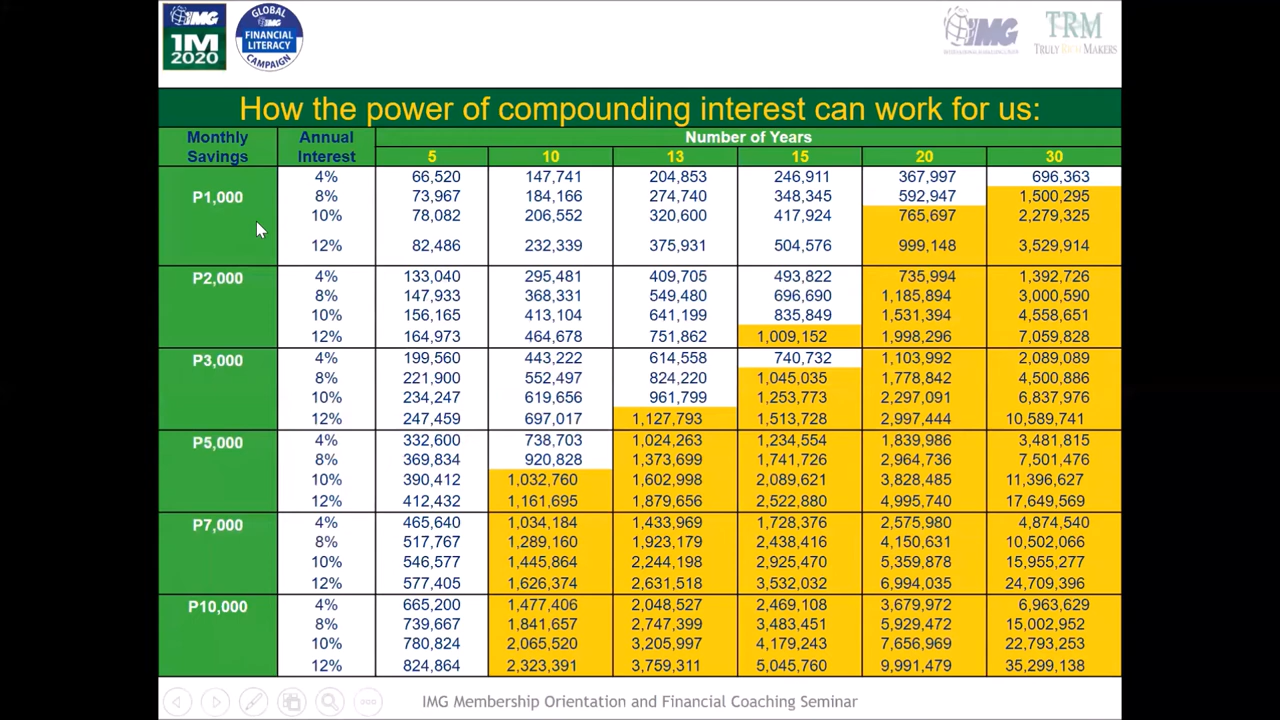 IMG
1M
2020
GLOBAL
FINANCIAL
LITERACY
CAMPAIGN
IMG
TRM
TRULY RICH MAKERS
How the power of compounding interest can work for us:
Monthly Savings Annual Interest Number of Years
5 10 13 15 20 30
P1,000 4% 66,520 147,741 204,853 246,911 367,997 696,363
8% 73,967 184,166 274,740 348,345 592,947 1,500,295
10% 78,082 206,552 320,600 417,924 765,697 2,279,325
12% 82,486 232,339 375,931 504,576 999,148 3,529,914
P2,000 4% 133,040 295,481 409,705 493,822 735,994 1,392,726
8% 147,933 368,331 549,480 696,690 1,185,894 3,000,590
10% 156,165 413,104 641,199 835,849 1,531,394 4,558,651
12% 164,973 464,678 751,862 1,009,152 1,998,296 7,059,828
P3,000 4% 199,560 443,222 614,558 740,732 1,103,992 2,089,089
8% 221,900 552,497 824,220 1,045,035 1,778,842 4,500,886
10% 234,247 619,656 961,799 1,253,773 2,297,091 6,837,976
12% 247,459 697,017 1,127,793 1,513,728 2,997,444 10,589,741
P5,000 4% 332,600 738,703 1,024,263 1,234,554 1,839,986 3,481,815
8% 369,834 920,828 1,373,699 1,741,726 2,964,736 7,501,476
10% 390,412 1,032,760 1,602,998 2,089,621 3,828,485 11,396,627
12% 412,432 1,161,695 1,879,656 2,522,880 4,995,740 17,649,569
P7,000 4% 465,640 1,034,184 1,433,969 1,728,376 2,575,980 4,874,540
8% 517,767 1,289,160 1,923,179 2,438,416 4,150,631 10,502,066
10% 546,577 1,445,864 2,244,198 2,925,470 5,359,878 15,955,277
12% 577,405 1,626,374 2,631,518 3,532,032 6,994,035 24,709,396
P10,000 4% 665,200 1,477,406 2,048,527 2,469,108 3,679,972 6,963,629
8% 739,667 1,841,657 2,747,399 3,483,451 5,929,472 15,002,952
10% 780,824 2,065,520 3,205,997 4,179,243 7,656,969 22,793,253
12% 824,864 2,323,391 3,759,311 5,045,760 9,991,479 35,299,138
IMG Membership Orientation and Financial Coaching Seminar